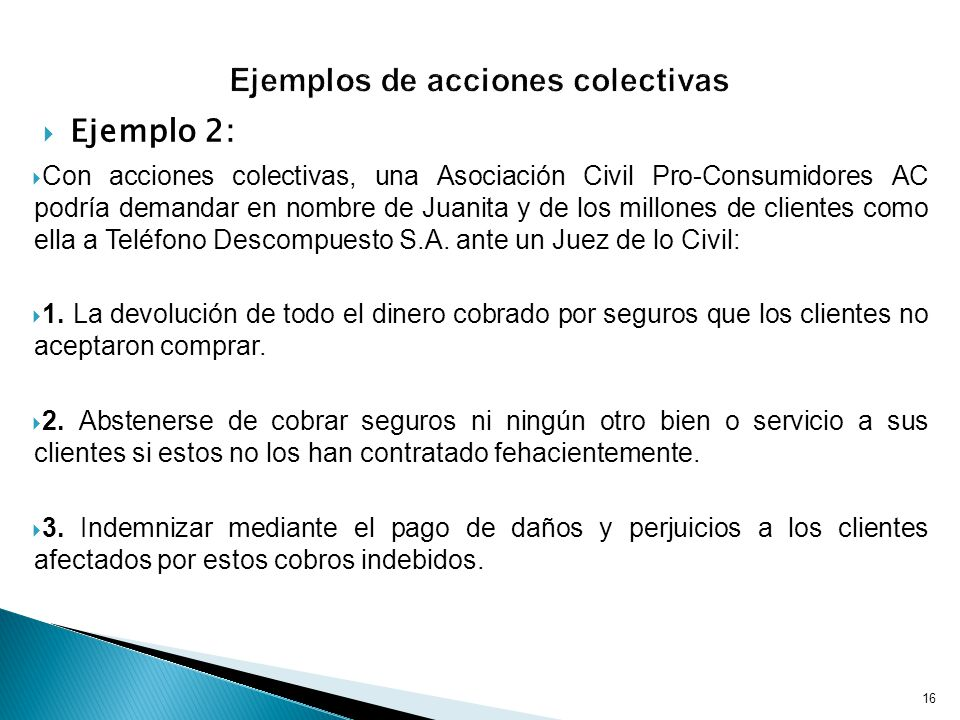 Ejemplos de acciones colectivas
Ejemplo 2:
Con acciones colectivas, una Asociación Civil Pro-Consumidores AC
podría demandar en nombre de Juanita y de los millones de clientes como
ella a Teléfono Descompuesto S.A. ante un Juez de lo Civil:
1. La devolución de todo el dinero cobrado por seguros que los clientes no
aceptaron comprar.
2. Abstenerse de cobrar seguros ni ningún otro bien o servicio a sus
clientes si estos no los han contratado fehacientemente.
3. Indemnizar mediante el pago de daños y perjuicios a los clientes
afectados por estos cobros indebidos.
16